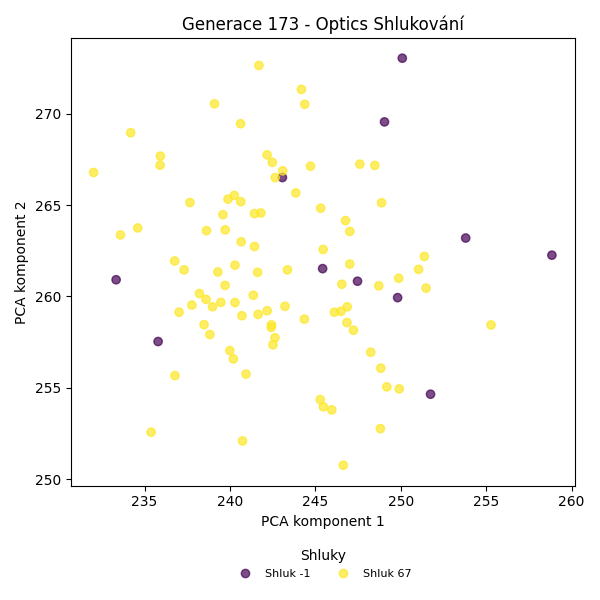 Generace 173 - Optics Shlukování
PCA komponent 2
270
265
260
255
250
235
240
245
250
255
260
PCA komponent 1
Shluky
Shluk -1
Shluk 67